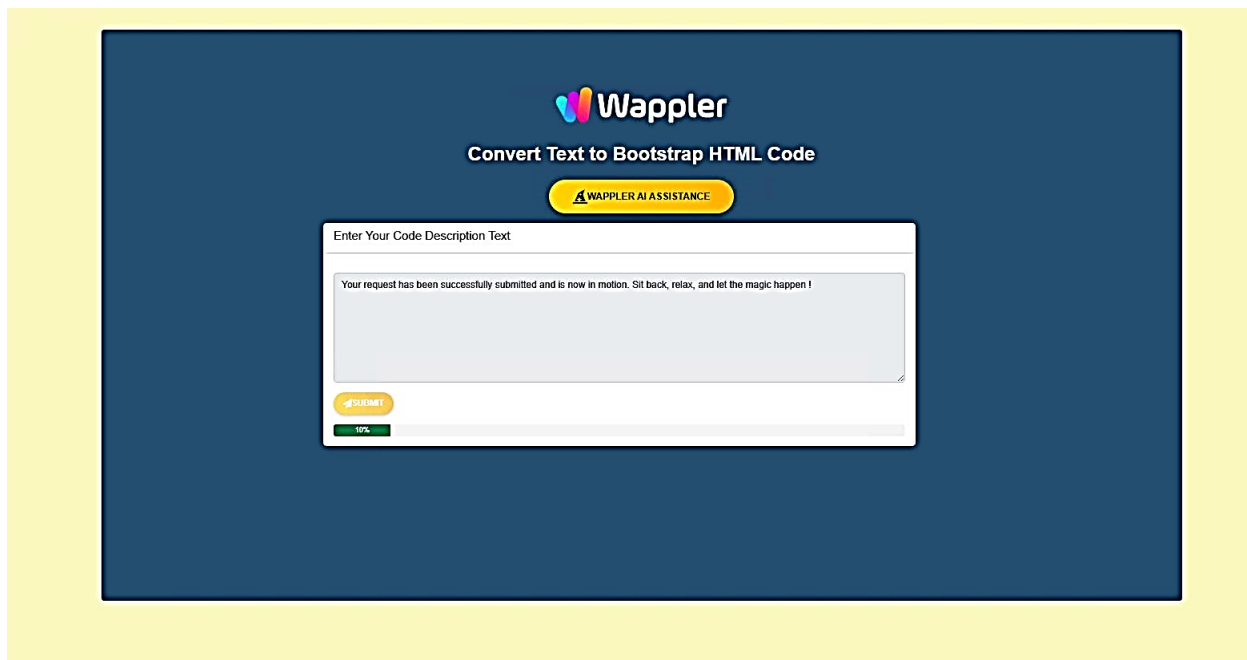 Wappler
Convert Text to Bootstrap HTML Code
WAPPLER AI ASSISTANCE
Enter Your Code Description Text
Your request has been successfully submitted and is now in motion. Sit back, relax, and let the magic happen !
SUBMIT
10%